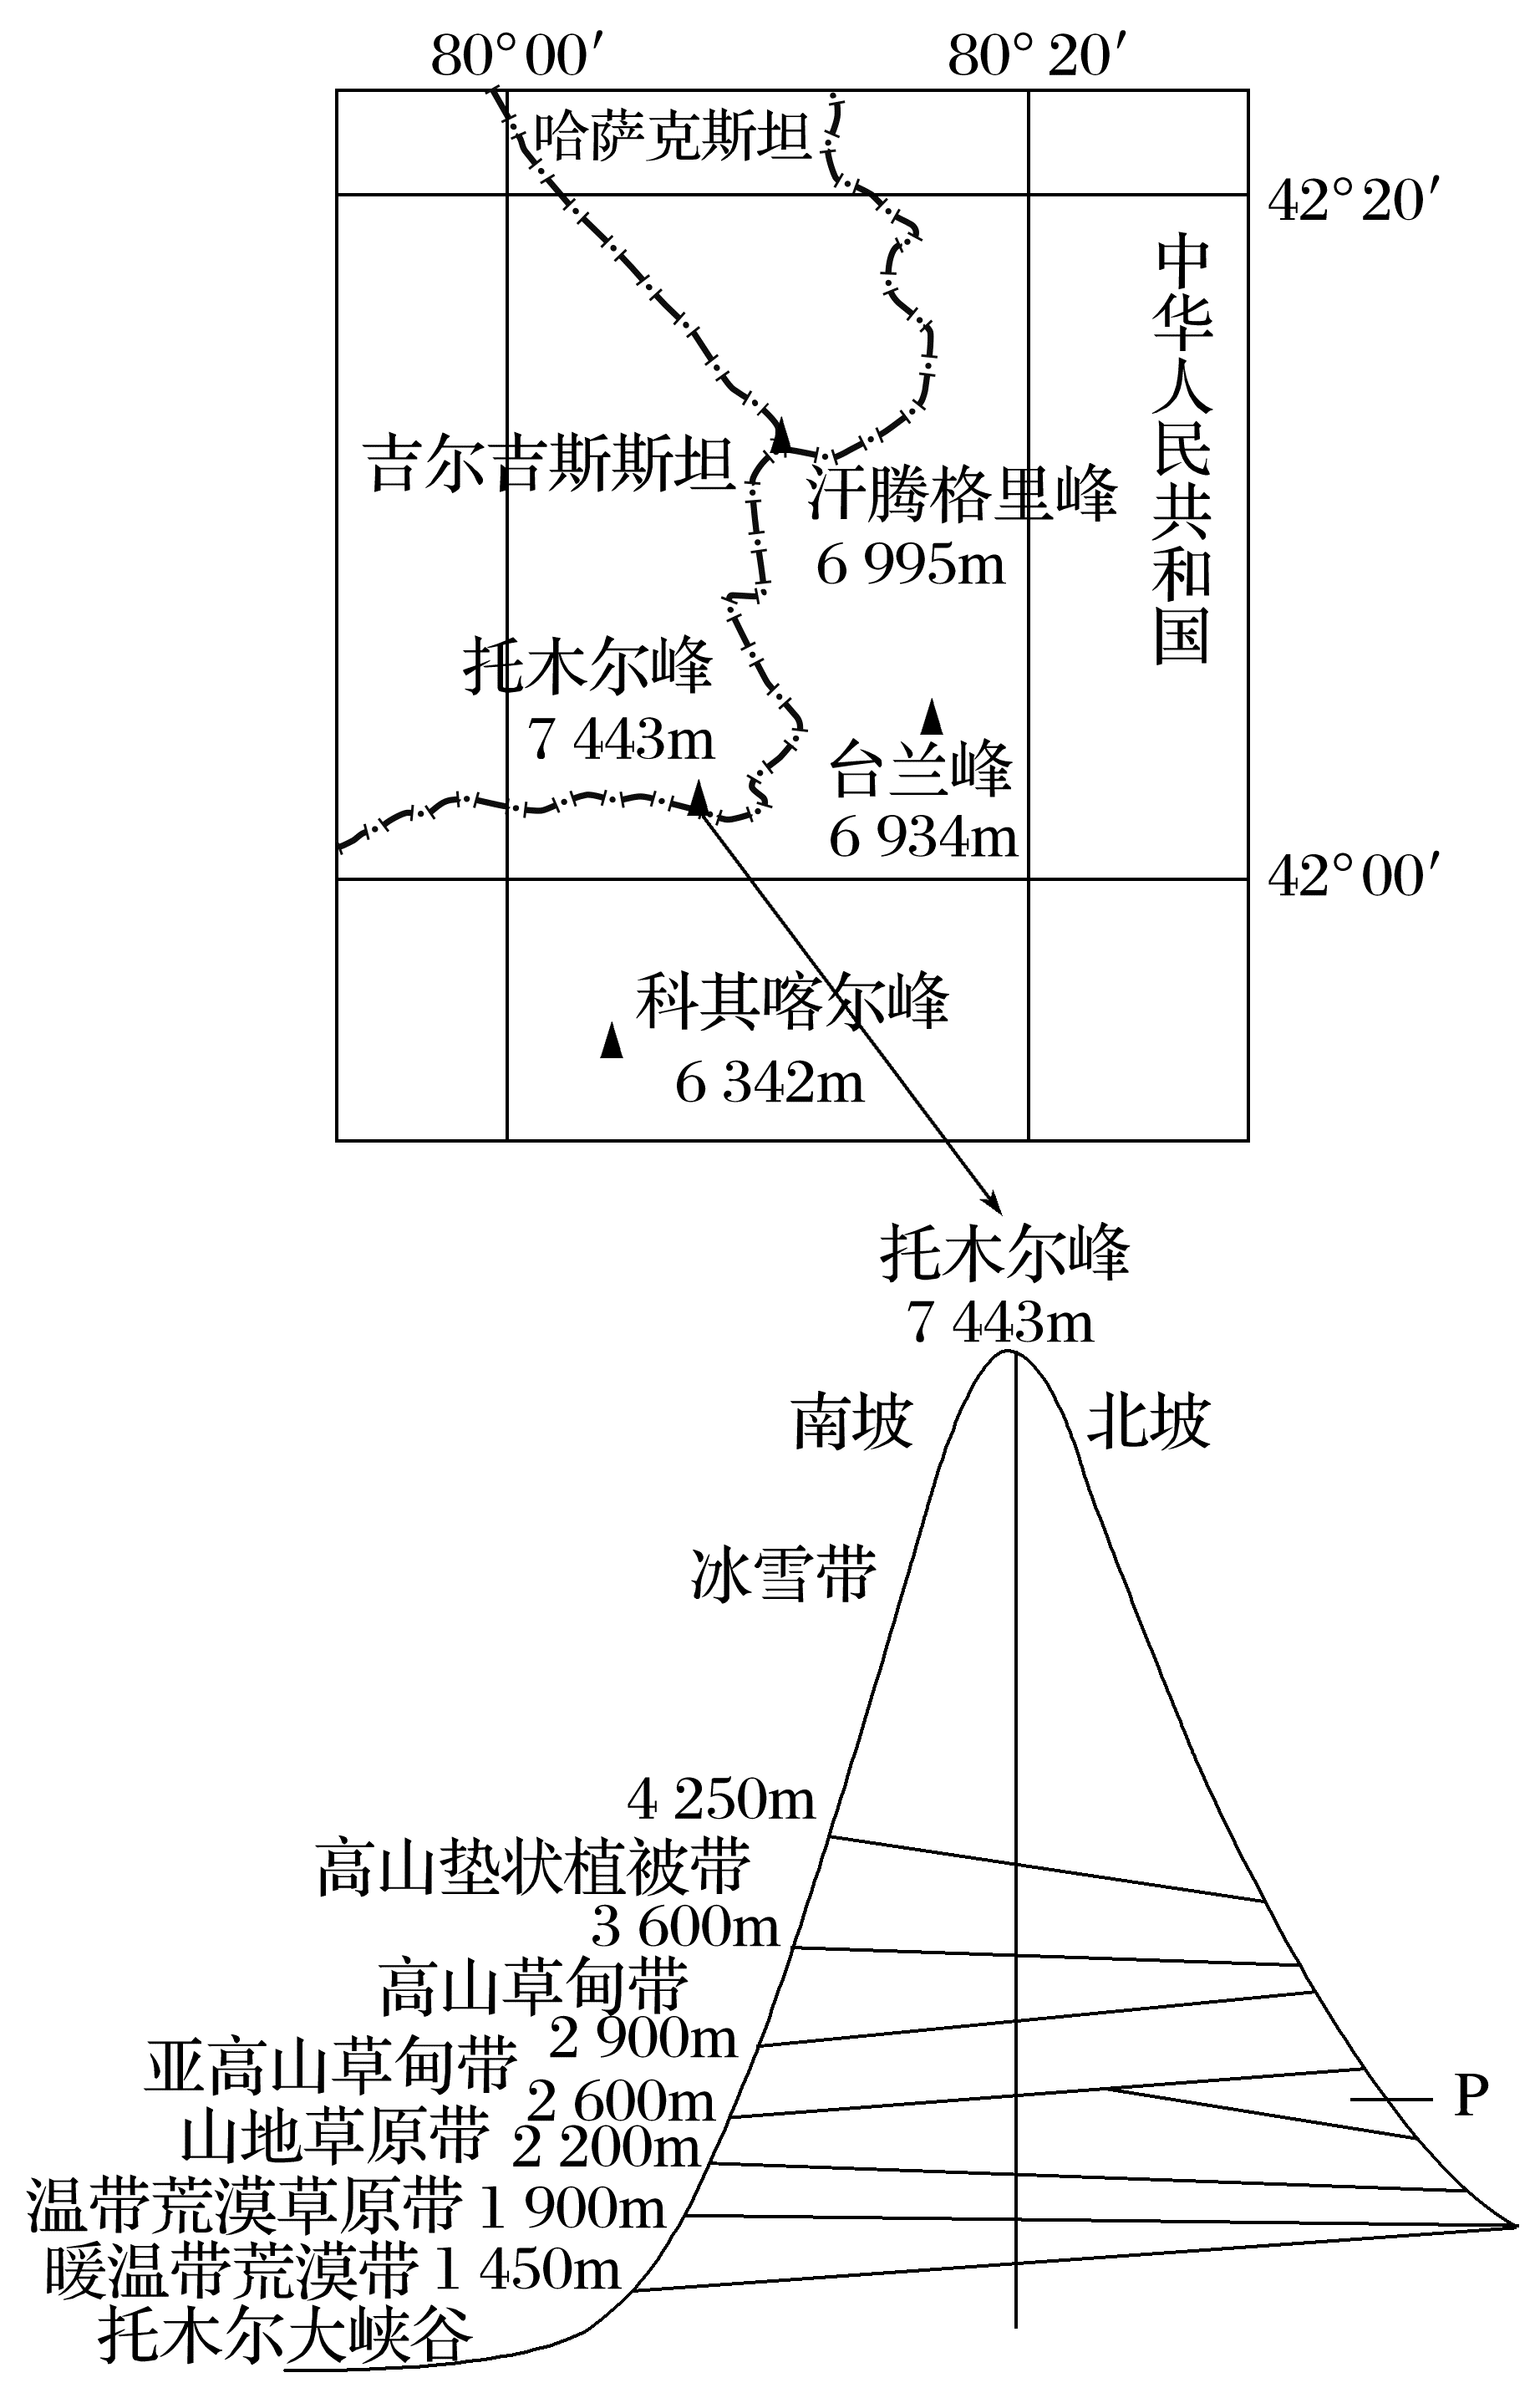 80°00′ 80°20′
哈萨克斯坦
42°20′
中华人民共和国
吉尔吉斯斯坦
汗腾格里峰
6 995m
托木尔峰
7 443m
台兰峰
6 934m
42°00′
科其喀尔峰
6 342m
托木尔峰
7 443m
南坡 北坡
冰雪带
4 250m
高山垫状植被带
3 600m
高山草甸带
2 900m
亚高山草甸带
2 600m
P
山地草原带
2 200m
温带荒漠草原带 1 900m
暖温带荒漠带 1 450m
托木尔大峡谷